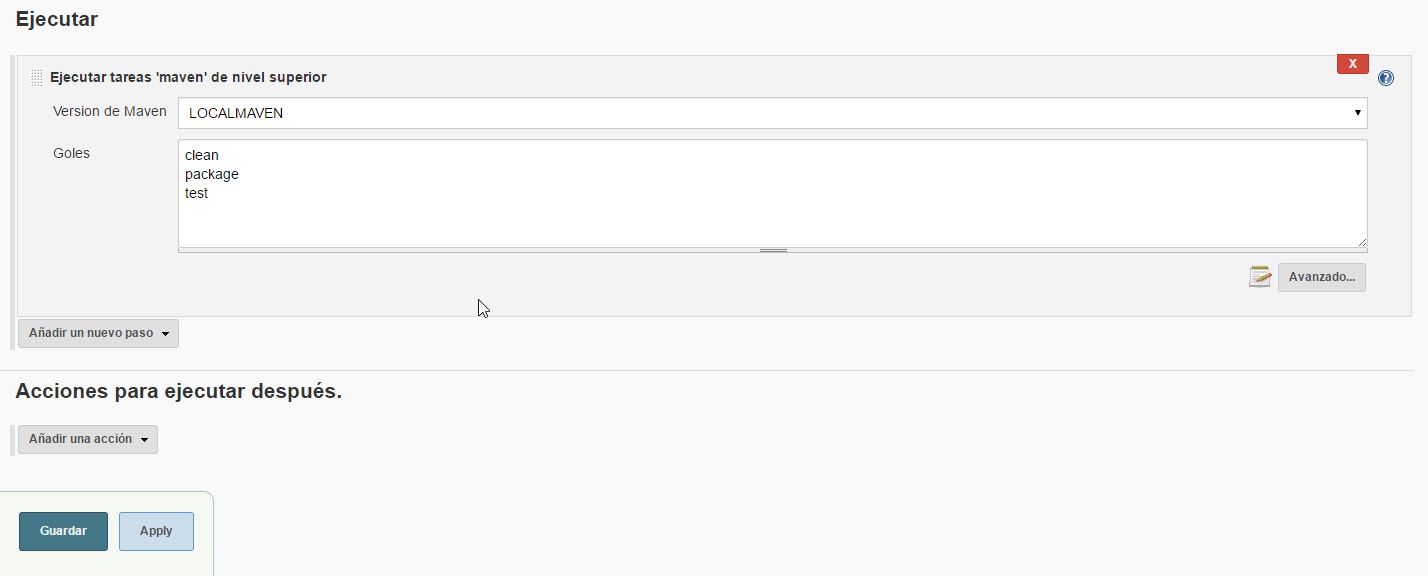 Ejecutar
Ejecutar tareas 'maven' de nivel superior
X
?
Version de Maven
LOCALMAVEN
Goles
clean
package
test
Avanzado...
Añadir un nuevo paso
Acciones para ejecutar después.
Añadir una acción
Guardar
Apply